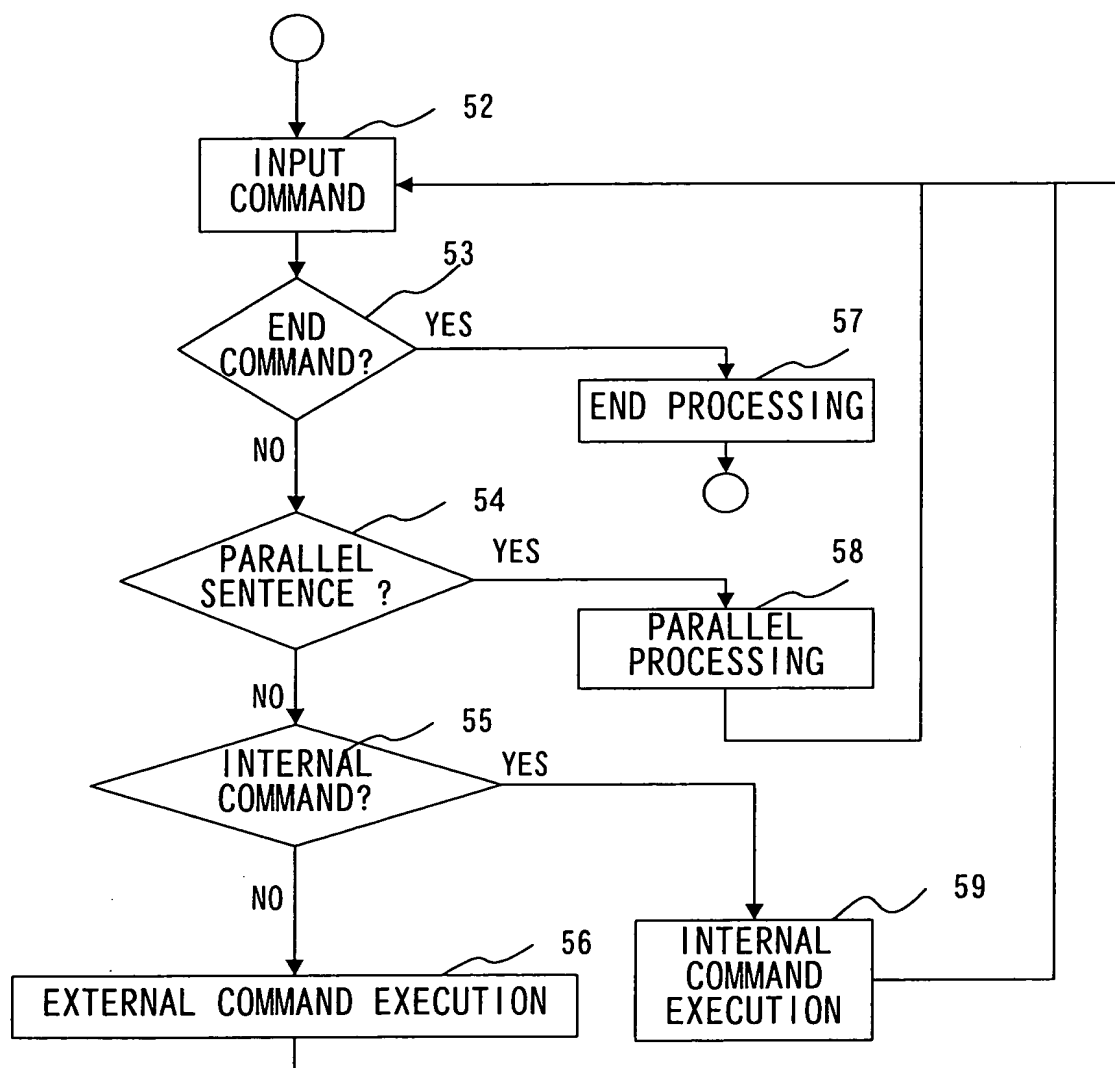 52
INPUT
COMMAND
53
END
COMMAND?
YES
57
END PROCESSING
NO
54
PARALLEL
SENTENCE ?
YES
58
PARALLEL
PROCESSING
NO
55
INTERNAL
COMMAND?
YES
59
INTERNAL
COMMAND
EXECUTION
NO
56
EXTERNAL COMMAND EXECUTION